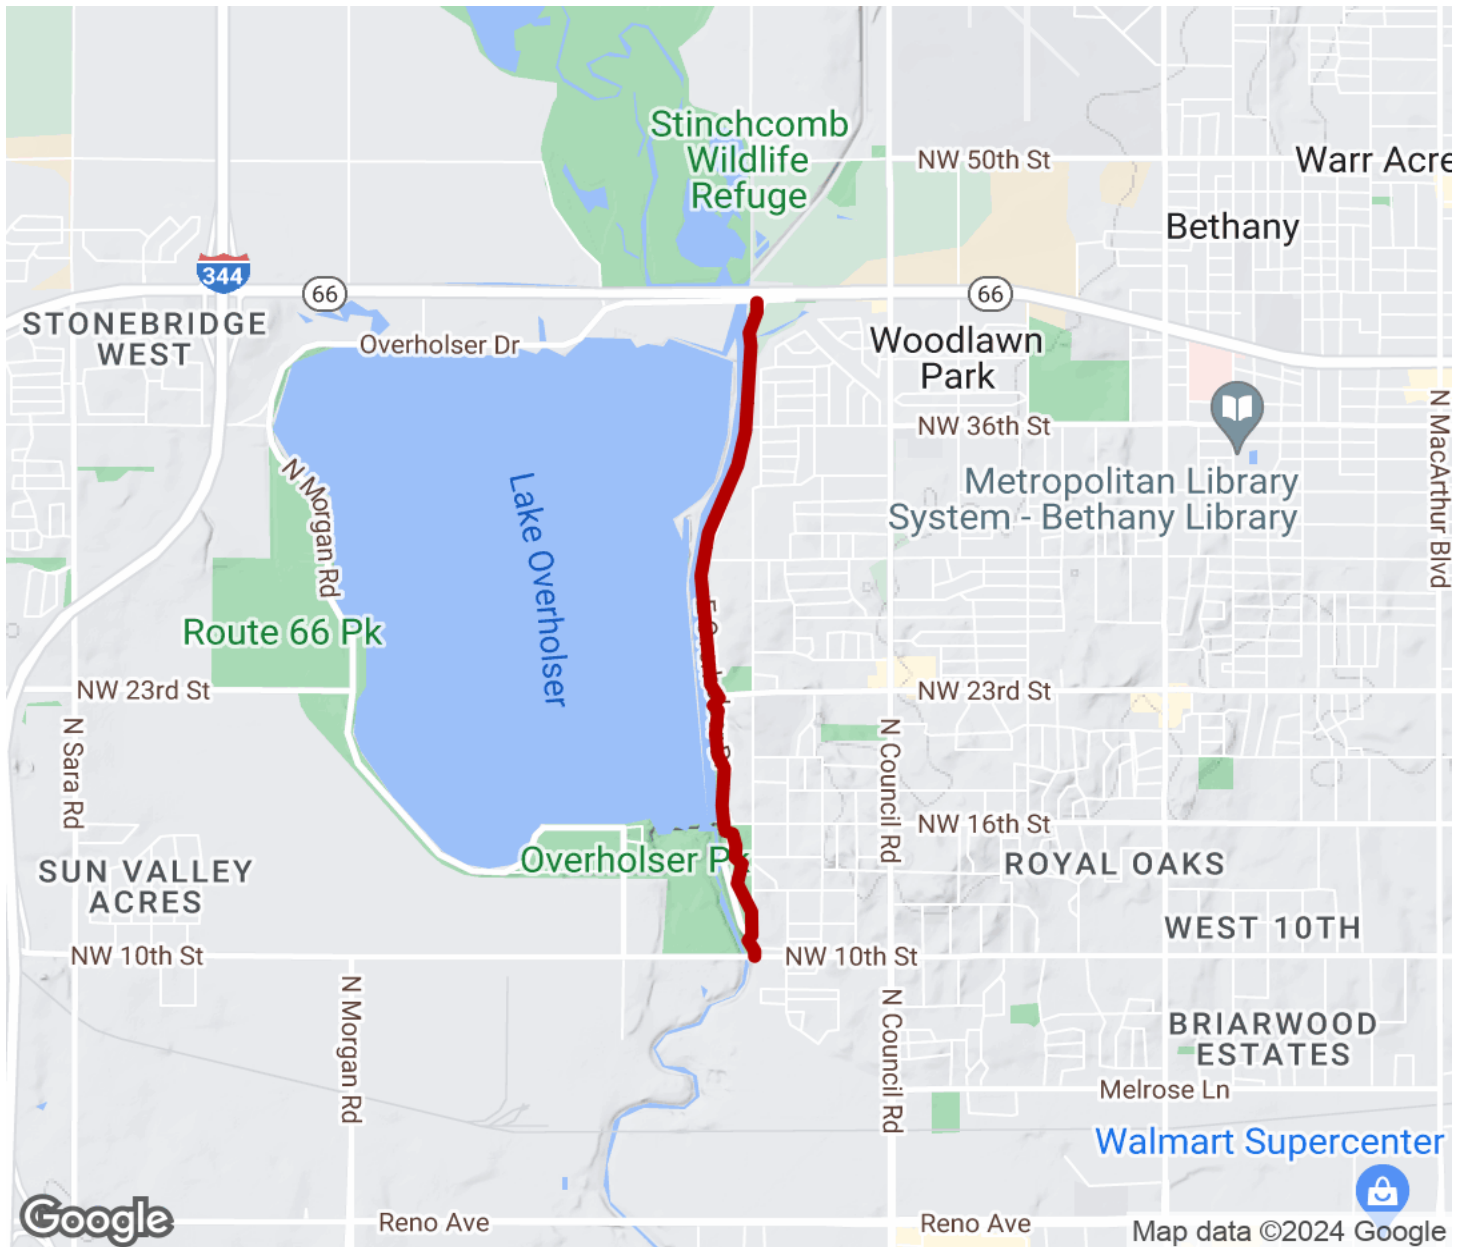 Stinchcomb
Wildlife
Refuge
NW 50th St
Warr Acre
Bethany
344
66
66
STONEBRIDGE
WEST
Overholser Dr
Woodlawn
Park
NW 36th St
N MacArthur Blvd
N Morgan Rd
Metropolitan Library
System - Bethany Library
Lake Overholser
Route 66 Pk
NW 23rd St
NW 23rd St
N Sara Rd
N Council Rd
NW 16th St
Overholser Pk
ROYAL OAKS
SUN VALLEY
ACRES
WEST 10TH
NW 10th St
NW 10th St
N Morgan Rd
N Council Rd
BRIARWOOD
ESTATES
Melrose Ln
Walmart Supercenter
Google
Reno Ave
Reno Ave
Map data ©2024 Google